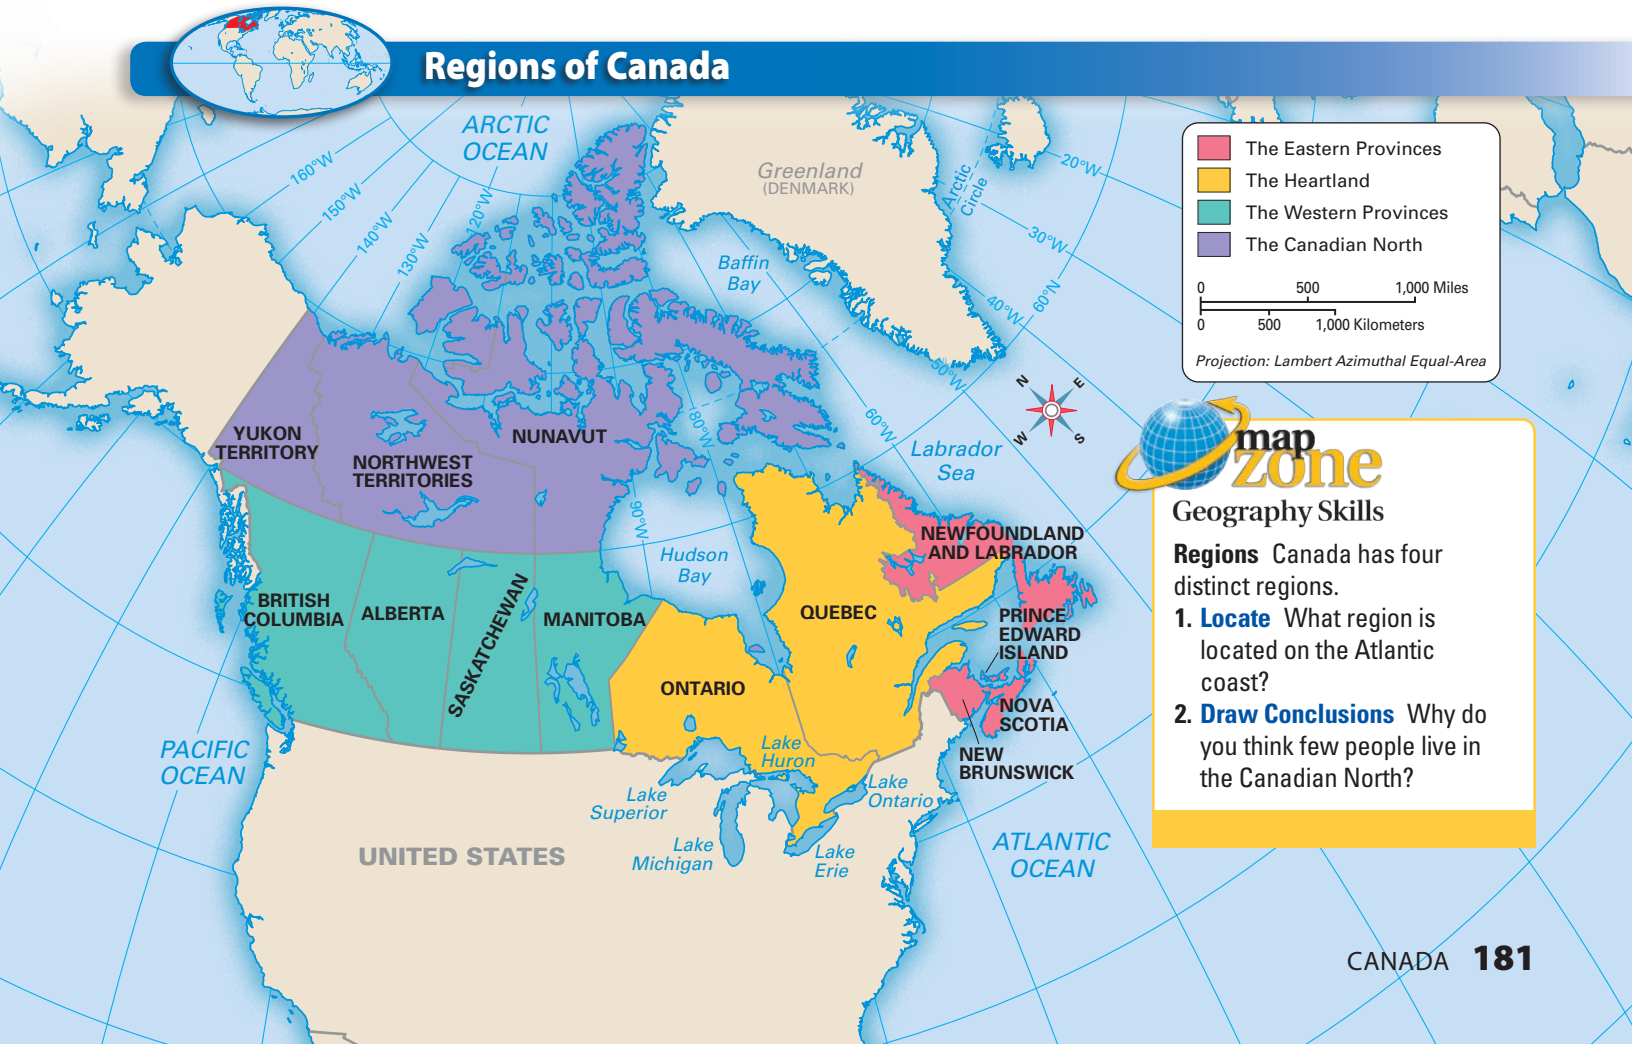 Regions of Canada
ARCTIC
OCEAN
160°W
150°W
140°W
130°W
120°W
Greenland
(DENMARK)
Arctic
Circle
20°W
30°W
40°W
60°N
50°W
60°W
80°W
90°W
Baffin
Bay
Labrador
Sea
Hudson
Bay
N
E
W
S
The Eastern Provinces
The Heartland
The Western Provinces
The Canadian North
0 500 1,000 Miles
0 500 1,000 Kilometers
Projection: Lambert Azimuthal Equal-Area
YUKON
TERRITORY
NORTHWEST
TERRITORIES
NUNAVUT
BRITISH
COLUMBIA
ALBERTA
SASKATCHEWAN
MANITOBA
ONTARIO
QUEBEC
NEWFOUNDLAND
AND LABRADOR
PRINCE
EDWARD
ISLAND
NOVA
SCOTIA
NEW
BRUNSWICK
PACIFIC
OCEAN
Lake
Superior
Lake
Michigan
Lake
Huron
Lake
Ontario
Lake
Erie
UNITED STATES
ATLANTIC
OCEAN
map
zone
Geography Skills
Regions Canada has four
distinct regions.
1. Locate What region is
located on the Atlantic
coast?
2. Draw Conclusions Why do
you think few people live in
the Canadian North?
CANADA 181